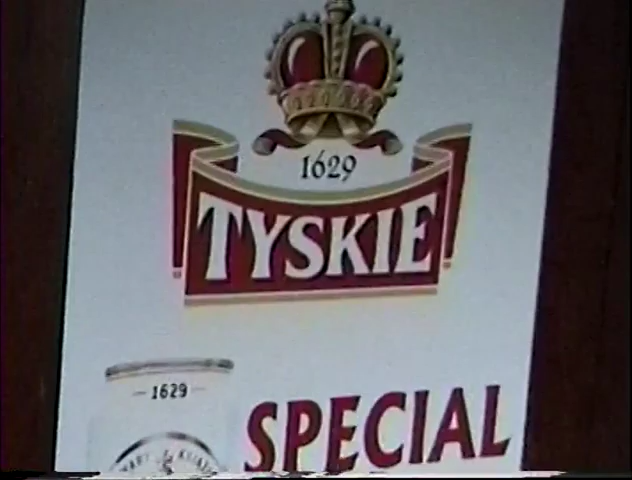 1629
TYSKIE
– 1629 –
SPECIAL